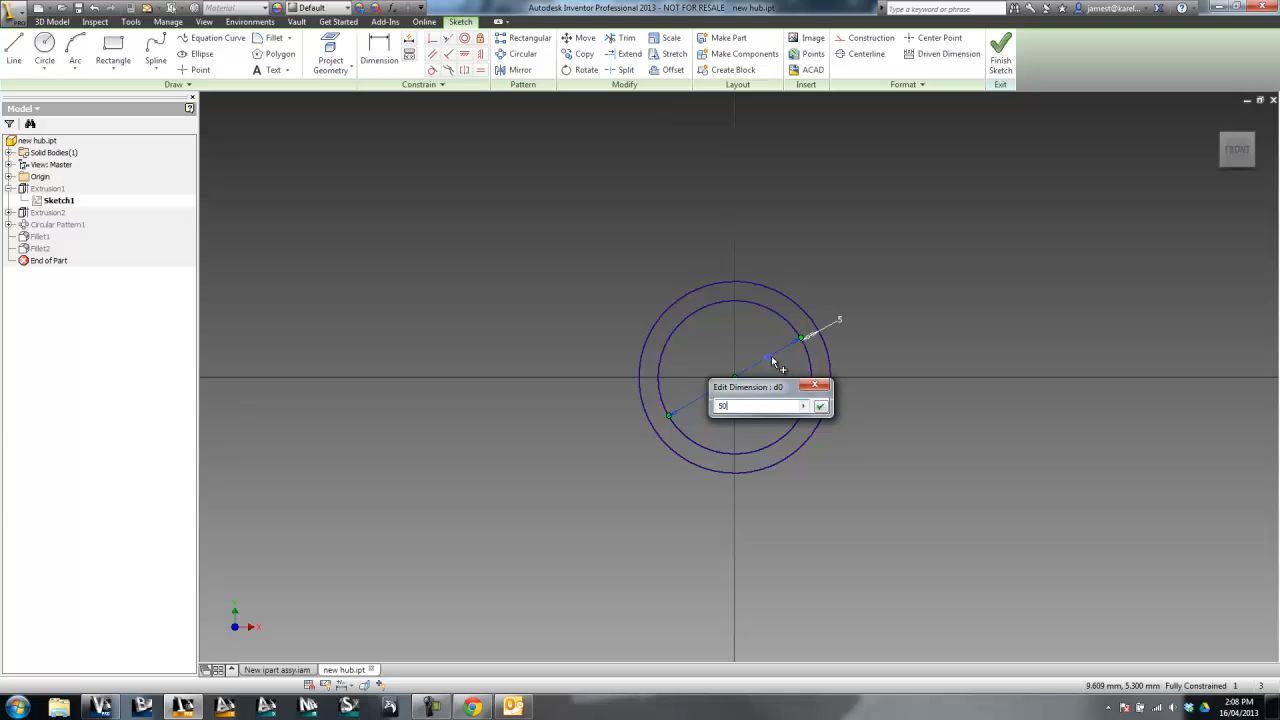 Material
Default
Autodesk Inventor Professional 2013 - NOT FOR RESALE new hub.ipt
Type a keyword or phrase
jamest@karel...
PRO
3D Model Inspect Tools Manage View Environments Vault Get Started Add-Ins Online Sketch
Line Circle Arc Rectangle Spline
Equation Curve Fillet
Ellipse Polygon
Point Text
Project Geometry
Dimension
Rectangular
Circular
Mirror
Move Trim Scale
Copy Extend Stretch
Rotate Split Offset
Make Part
Make Components
Create Block
Image
Points
ACAD
Construction Center Point
Centerline Driven Dimension
Finish Sketch
Draw Constrain Pattern Modify Layout Insert Format Exit
Model
new hub.ipt
Solid Bodies(1)
View: Master
Origin
Extrusion1
Sketch1
Extrusion2
Circular Pattern1
Fillet1
Fillet2
End of Part
FRONT
5
Edit Dimension : d0
50
Y
X
New ipart assy.iam new hub.ipt
9.609 mm, 5.300 mm Fully Constrained 1 3
2:08 PM
16/04/2013